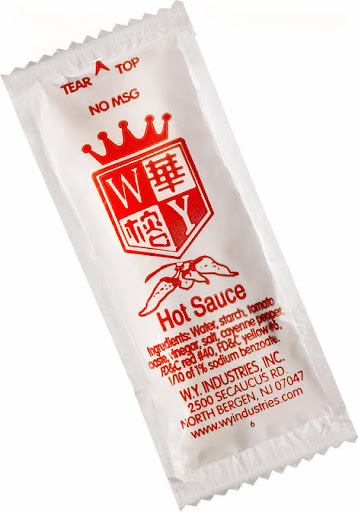 TEAR TOP
NO MSG
W 華
榕 Y
Hot Sauce
Ingredients: Water, starch, tomato
paste, vinegar, salt, cayenne pepper,
FD&C red #40, FD&C yellow #6,
1/10 of 1% sodium benzoate.
W.Y. INDUSTRIES, INC.
2500 SECAUCUS RD.
NORTH BERGEN, NJ 07047
www.wyindustries.com
6